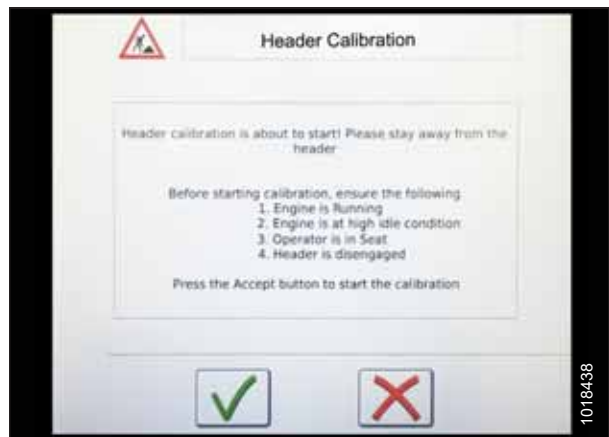 Header Calibration
Header calibration is about to start! Please stay away from the
header
Before starting calibration, ensure the following
1. Engine is Running
2. Engine is at high idle condition
3. Operator is in Seat
4. Header is disengaged
Press the Accept button to start the calibration
1018438